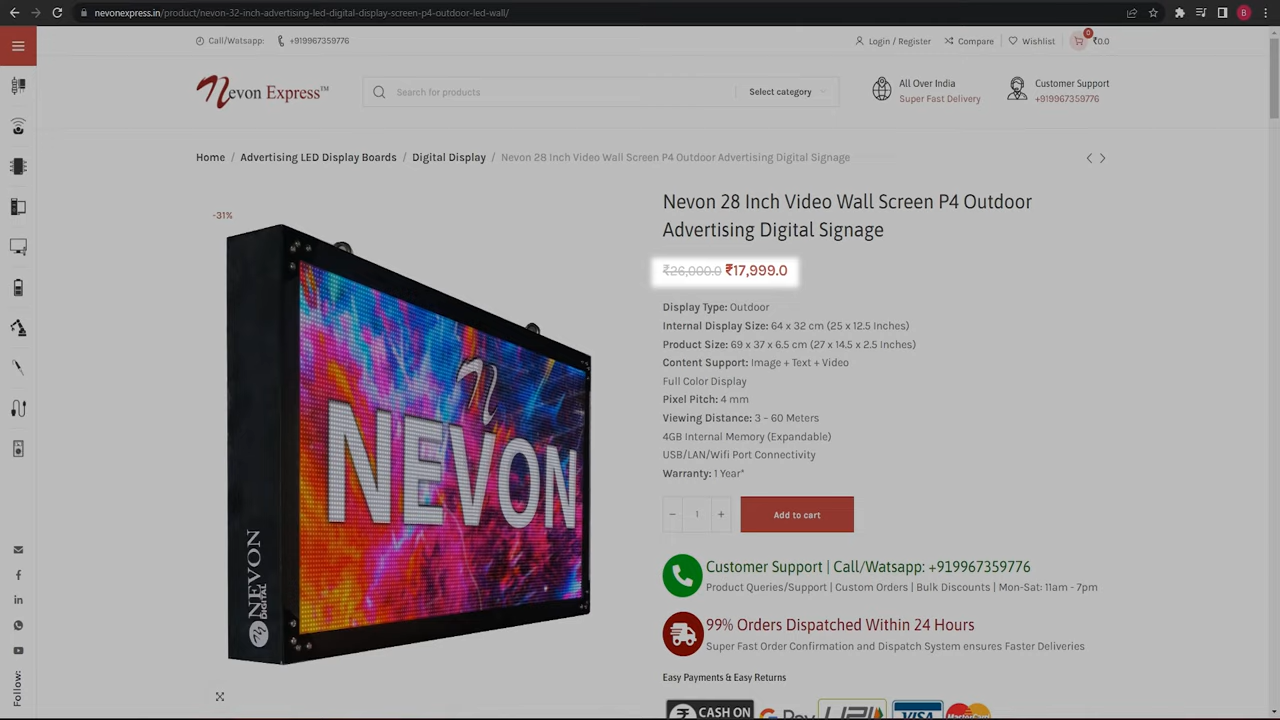 nevonexpress.in/product/nevon-32-inch-advertising-led-digital-display-screen-p4-outdoor-led-wall/
B
Call/Watsapp: +919967359776
Login / Register Compare Wishlist 0 ₹0.0
Nevon Express™
Search for products
Select category
All Over India
Super Fast Delivery
Customer Support
+919967359776
Home / Advertising LED Display Boards / Digital Display / Nevon 28 Inch Video Wall Screen P4 Outdoor Advertising Digital Signage
-31%
NEVON
NEVON
DIGITAL
Nevon 28 Inch Video Wall Screen P4 Outdoor
Advertising Digital Signage
₹26,000.0 ₹17,999.0
Display Type: Outdoor
Internal Display Size: 64 x 32 cm (25 x 12.5 Inches)
Product Size: 69 x 37 x 6.5 cm (27 x 14.5 x 2.5 Inches)
Content Support: Image + Text + Video
Full Color Display
Pixel Pitch: 4 mm
Viewing Distance: 3 – 60 Meters
4GB Internal Memory (Expandable)
USB/LAN/Wifi Port Connectivity
Warranty: 1 Year*
− 1 +
Add to cart
Customer Support | Call/Watsapp: +919967359776
Product Queries/Support | Custom Orders | Bulk Discounts | Mon-Sat: 11am - 7pm
99% Orders Dispatched Within 24 Hours
Super Fast Order Confirmation and Dispatch System ensures Faster Deliveries
Easy Payments & Easy Returns
₹ CASH ON G Pay UPI VISA MasterCard
Follow: